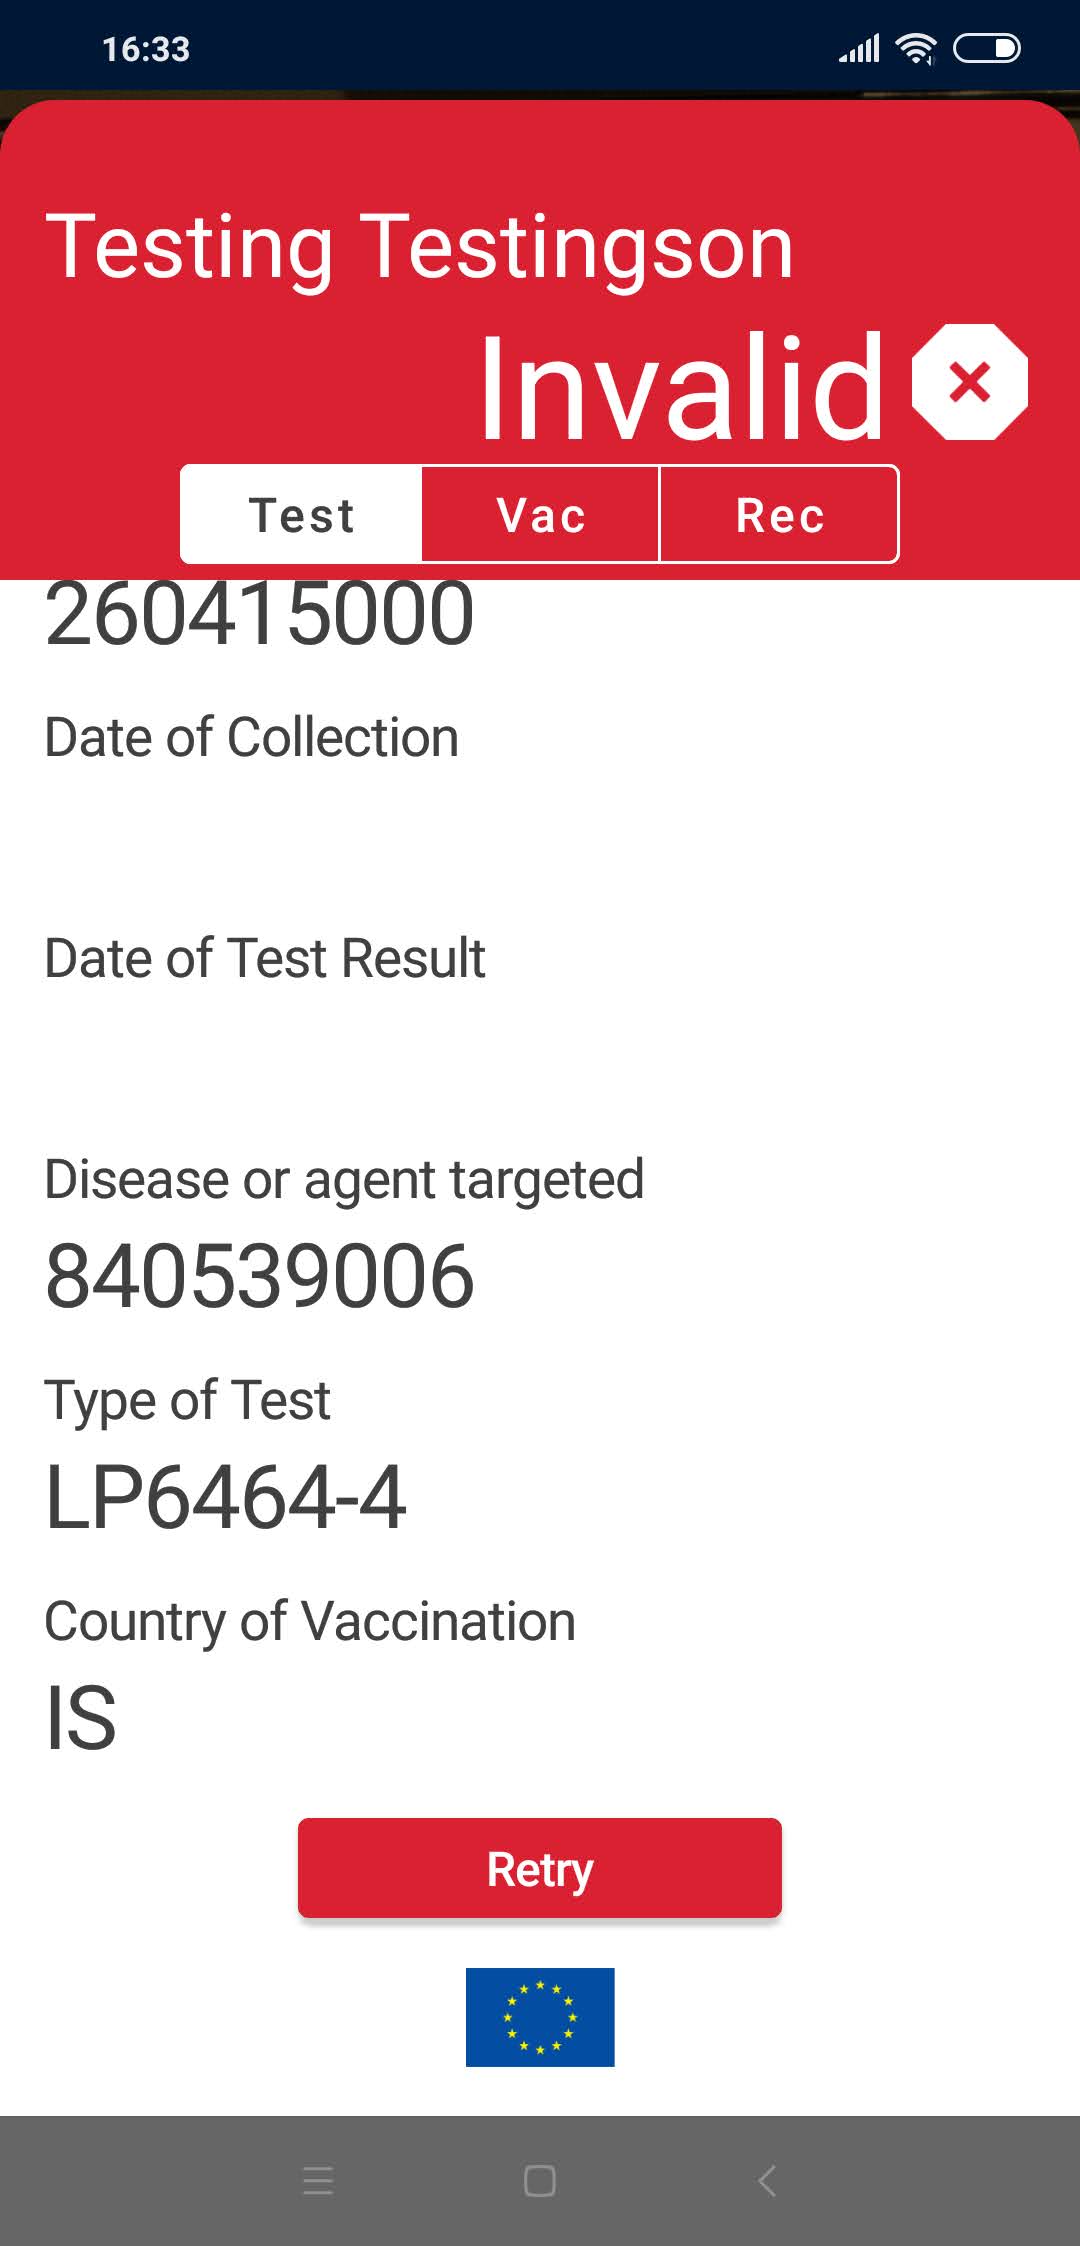 16:33
Testing Testingson
Invalid
Test Vac Rec
260415000
Date of Collection
Date of Test Result
Disease or agent targeted
840539006
Type of Test
LP6464-4
Country of Vaccination
IS
Retry